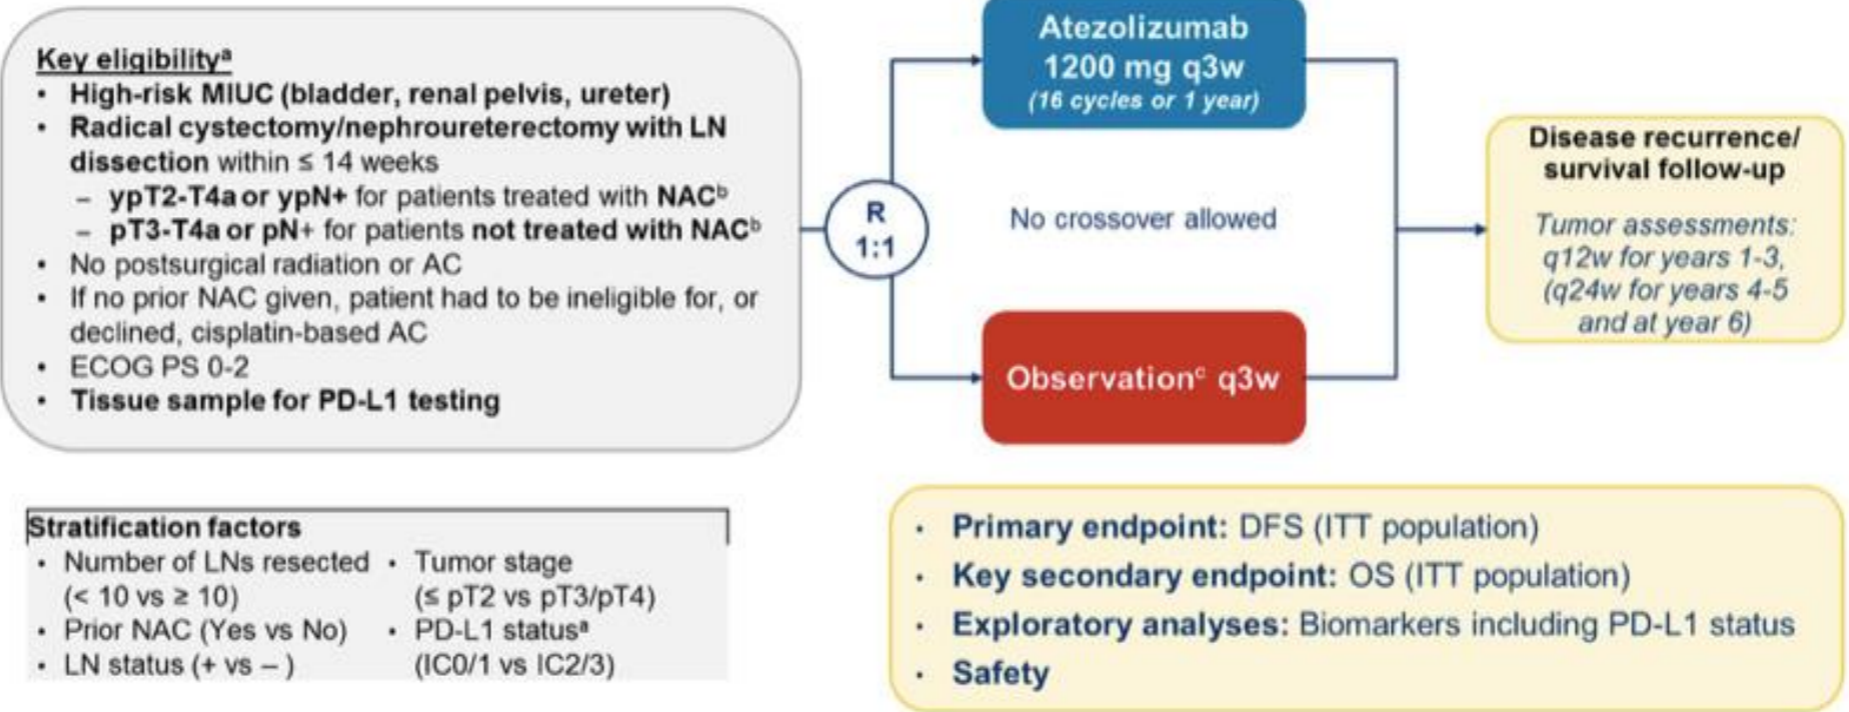 Key eligibilityᵃ
• High-risk MIUC (bladder, renal pelvis, ureter)
• Radical cystectomy/nephroureterectomy with LN
dissection within ≤ 14 weeks
– ypT2-T4a or ypN+ for patients treated with NACᵇ
– pT3-T4a or pN+ for patients not treated with NACᵇ
• No postsurgical radiation or AC
• If no prior NAC given, patient had to be ineligible for, or
declined, cisplatin-based AC
• ECOG PS 0-2
• Tissue sample for PD-L1 testing
R
1:1
Atezolizumab
1200 mg q3w
(16 cycles or 1 year)
No crossover allowed
Observationᶜ q3w
Disease recurrence/
survival follow-up
Tumor assessments:
q12w for years 1-3,
(q24w for years 4-5
and at year 6)
Stratification factors
• Number of LNs resected
(< 10 vs ≥ 10)
• Prior NAC (Yes vs No)
• LN status (+ vs – )
• Tumor stage
(≤ pT2 vs pT3/pT4)
• PD-L1 statusᵃ
(IC0/1 vs IC2/3)
• Primary endpoint: DFS (ITT population)
• Key secondary endpoint: OS (ITT population)
• Exploratory analyses: Biomarkers including PD-L1 status
• Safety